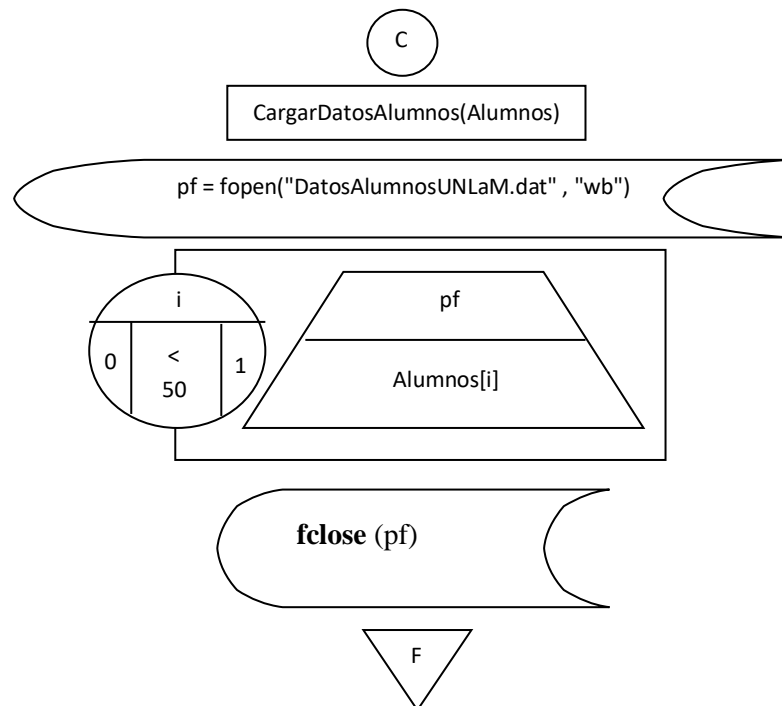 C
CargarDatosAlumnos(Alumnos)
pf = fopen("DatosAlumnosUNLaM.dat" , "wb")
i
0
<
50
1
pf
Alumnos[i]
fclose (pf)
F